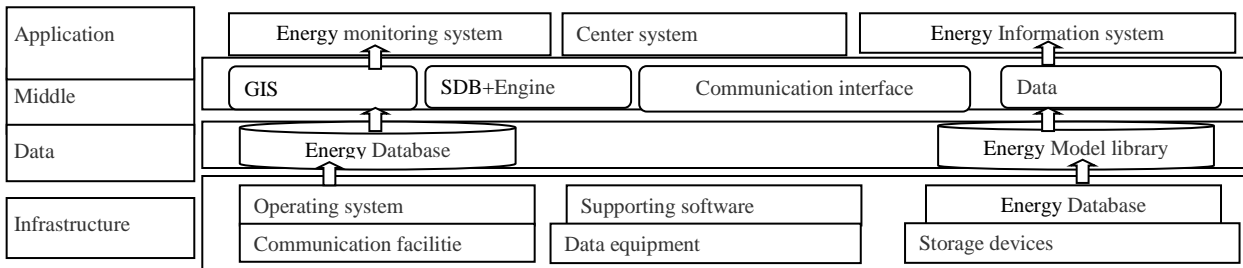 Application
Energy monitoring system
Center system
Energy Information system
Middle
GIS
SDB+Engine
Communication interface
Data
Data
Energy Database
Energy Model library
Infrastructure
Operating system
Supporting software
Energy Database
Communication facilitie
Data equipment
Storage devices